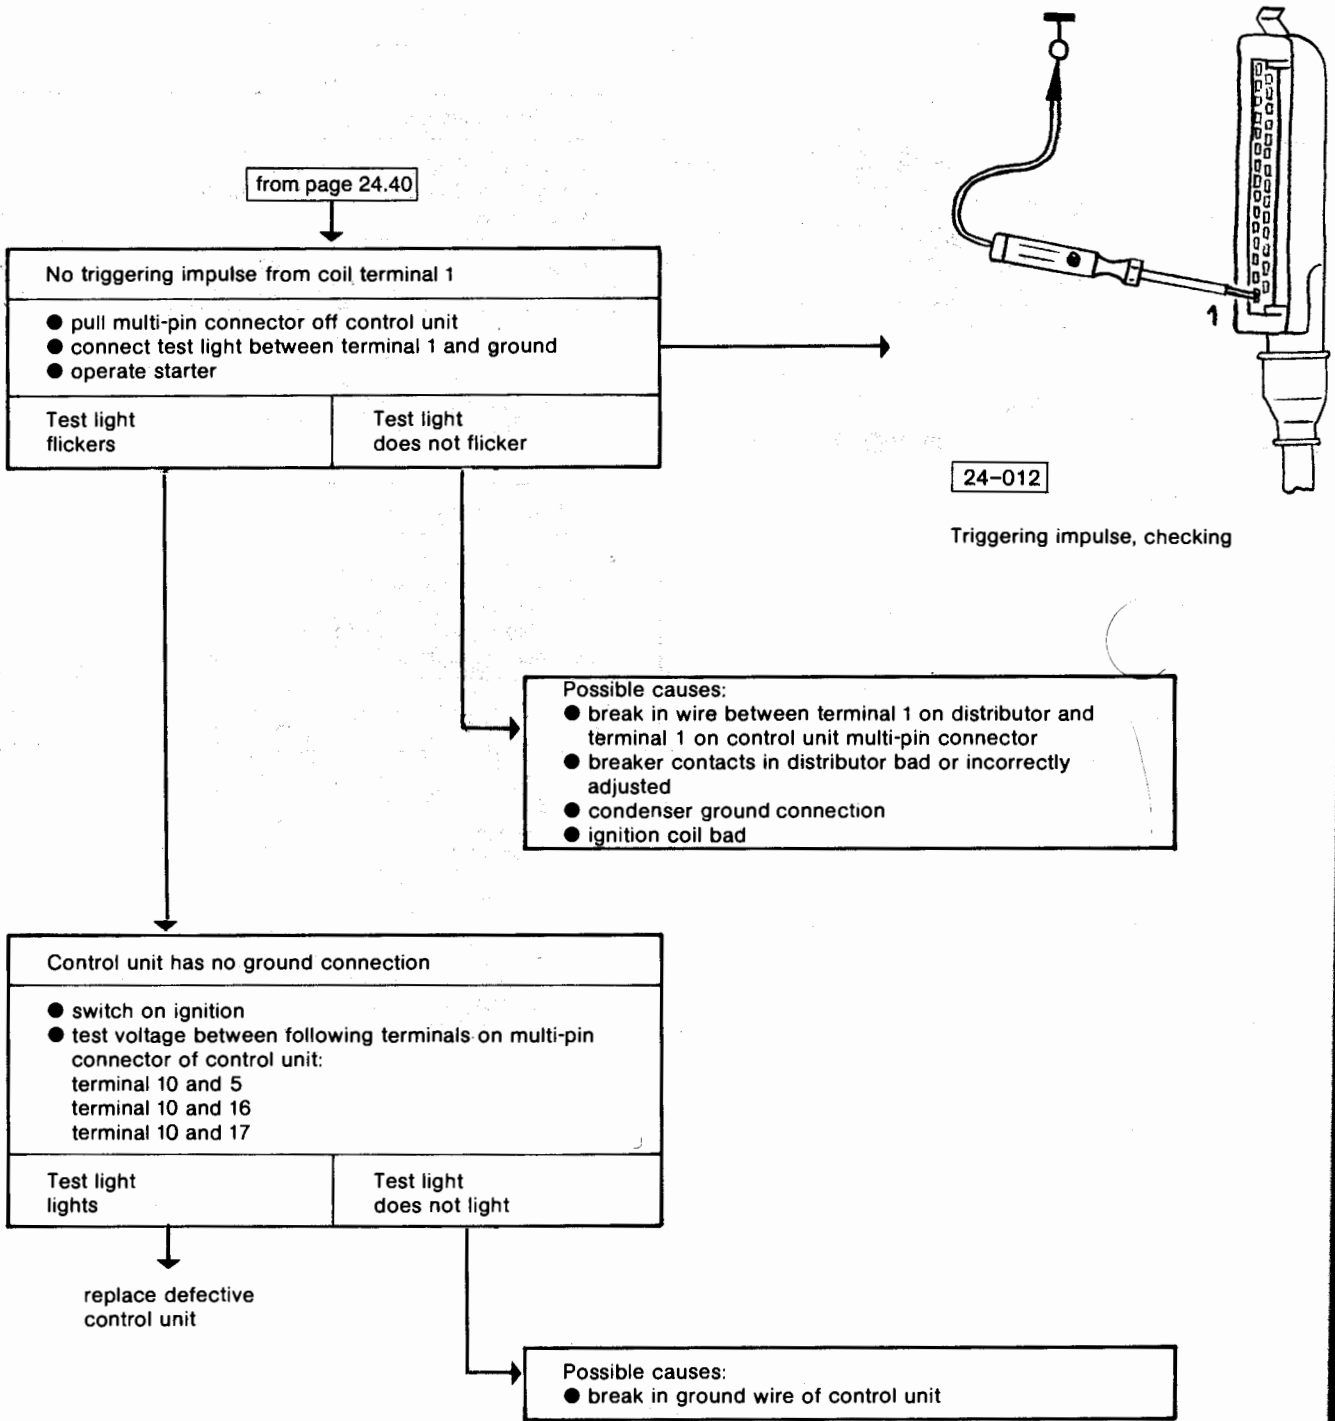 from page 24.40
No triggering impulse from coil terminal 1
● pull multi-pin connector off control unit
● connect test light between terminal 1 and ground
● operate starter
Test light
flickers
Test light
does not flicker
1
24-012
Triggering impulse, checking
Possible causes:
● break in wire between terminal 1 on distributor and
terminal 1 on control unit multi-pin connector
● breaker contacts in distributor bad or incorrectly
adjusted
● condenser ground connection
● ignition coil bad
Control unit has no ground connection
● switch on ignition
● test voltage between following terminals on multi-pin
connector of control unit:
terminal 10 and 5
terminal 10 and 16
terminal 10 and 17
Test light
lights
Test light
does not light
replace defective
control unit
Possible causes:
● break in ground wire of control unit